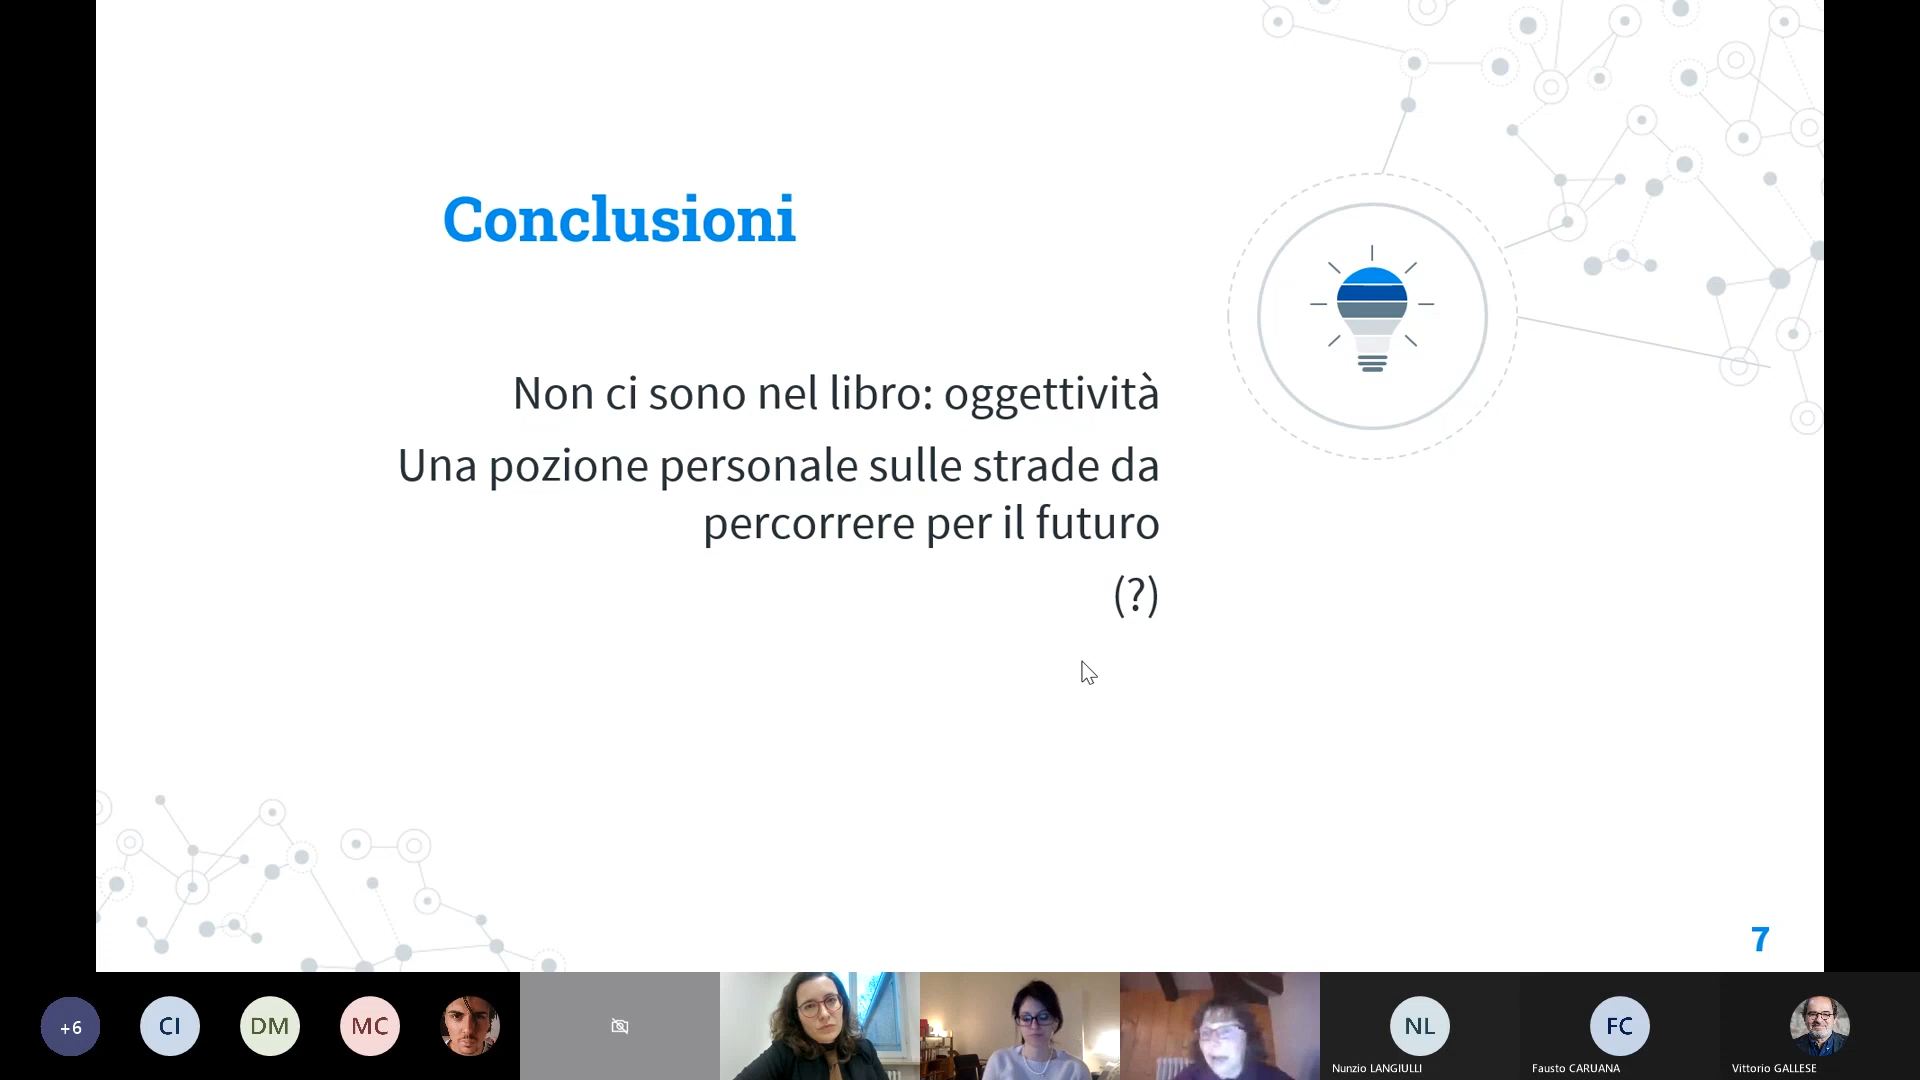 Conclusioni
Non ci sono nel libro: oggettività
Una pozione personale sulle strade da
percorrere per il futuro
(?)
7
+6
CI
DM
MC
NL
Nunzio LANGIULLI
FC
Fausto CARUANA
Vittorio GALLESE